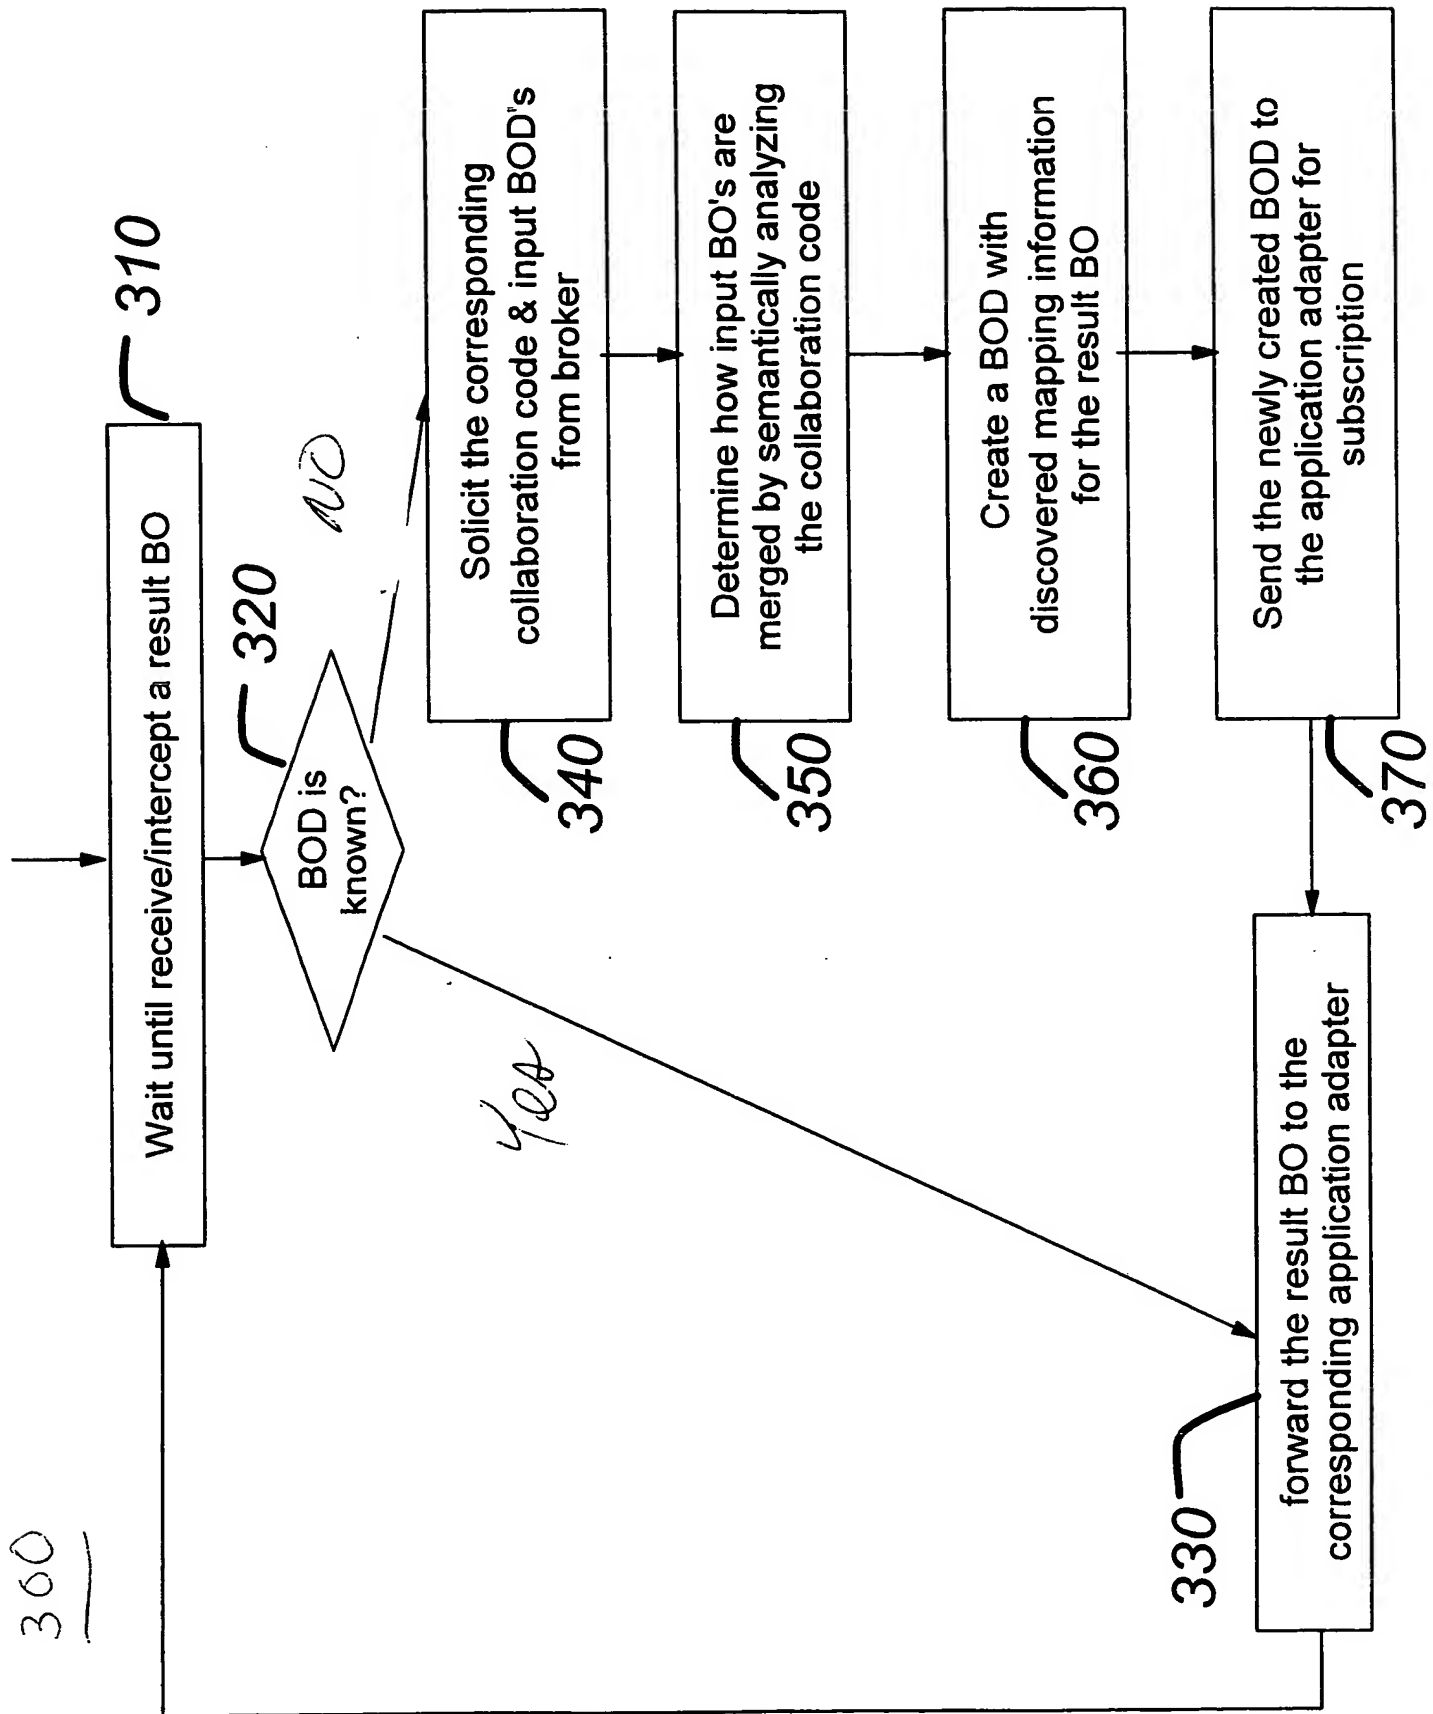 300
Wait until receive/intercept a result BO
310
BOD is
known?
320
NO
Yes
Solicit the corresponding
collaboration code & input BOD's
from broker
340
Determine how input BO's are
merged by semantically analyzing
the collaboration code
350
Create a BOD with
discovered mapping information
for the result BO
360
Send the newly created BOD to
the application adapter for
subscription
370
forward the result BO to the
corresponding application adapter
330